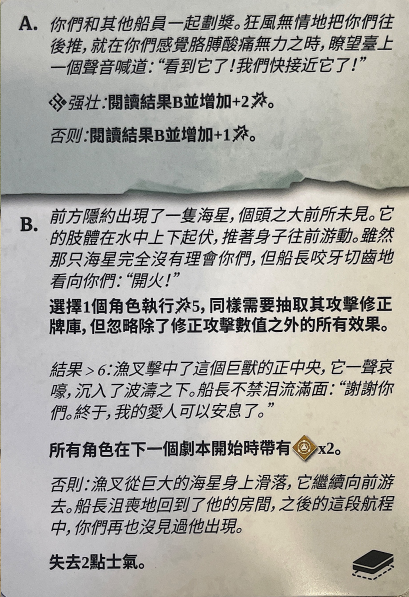 A. 你們和其他船員一起劃槳。狂風無情地把你們往
後推，就在你們感覺胳膊酸痛無力之時，瞭望臺上
一個聲音喊道：“看到它了！我們快接近它了！”
强壮：閱讀結果B並增加+2。
否则：閱讀結果B並增加+1。
B. 前方隱約出現了一隻海星，個頭之大前所未見。它
的肢體在水中上下起伏，推著身子往前游動。雖然
那只海星完全沒有理會你們，但船長咬牙切齒地
看向你們：“開火！”
選擇1個角色執行5，同樣需要抽取其攻擊修正
牌庫，但忽略除了修正攻擊數值之外的所有效果。
結果 > 6：漁叉擊中了這個巨獸的正中央，它一聲哀
嚎，沉入了波濤之下。船長不禁泪流滿面：“謝謝你
們。終于，我的愛人可以安息了。”
所有角色在下一個劇本開始時帶有x2。
否則：漁叉從巨大的海星身上滑落，它繼續向前游
去。船長沮喪地回到了他的房間，之後的這段航程
中，你們再也沒見過他出現。
失去2點士氣。